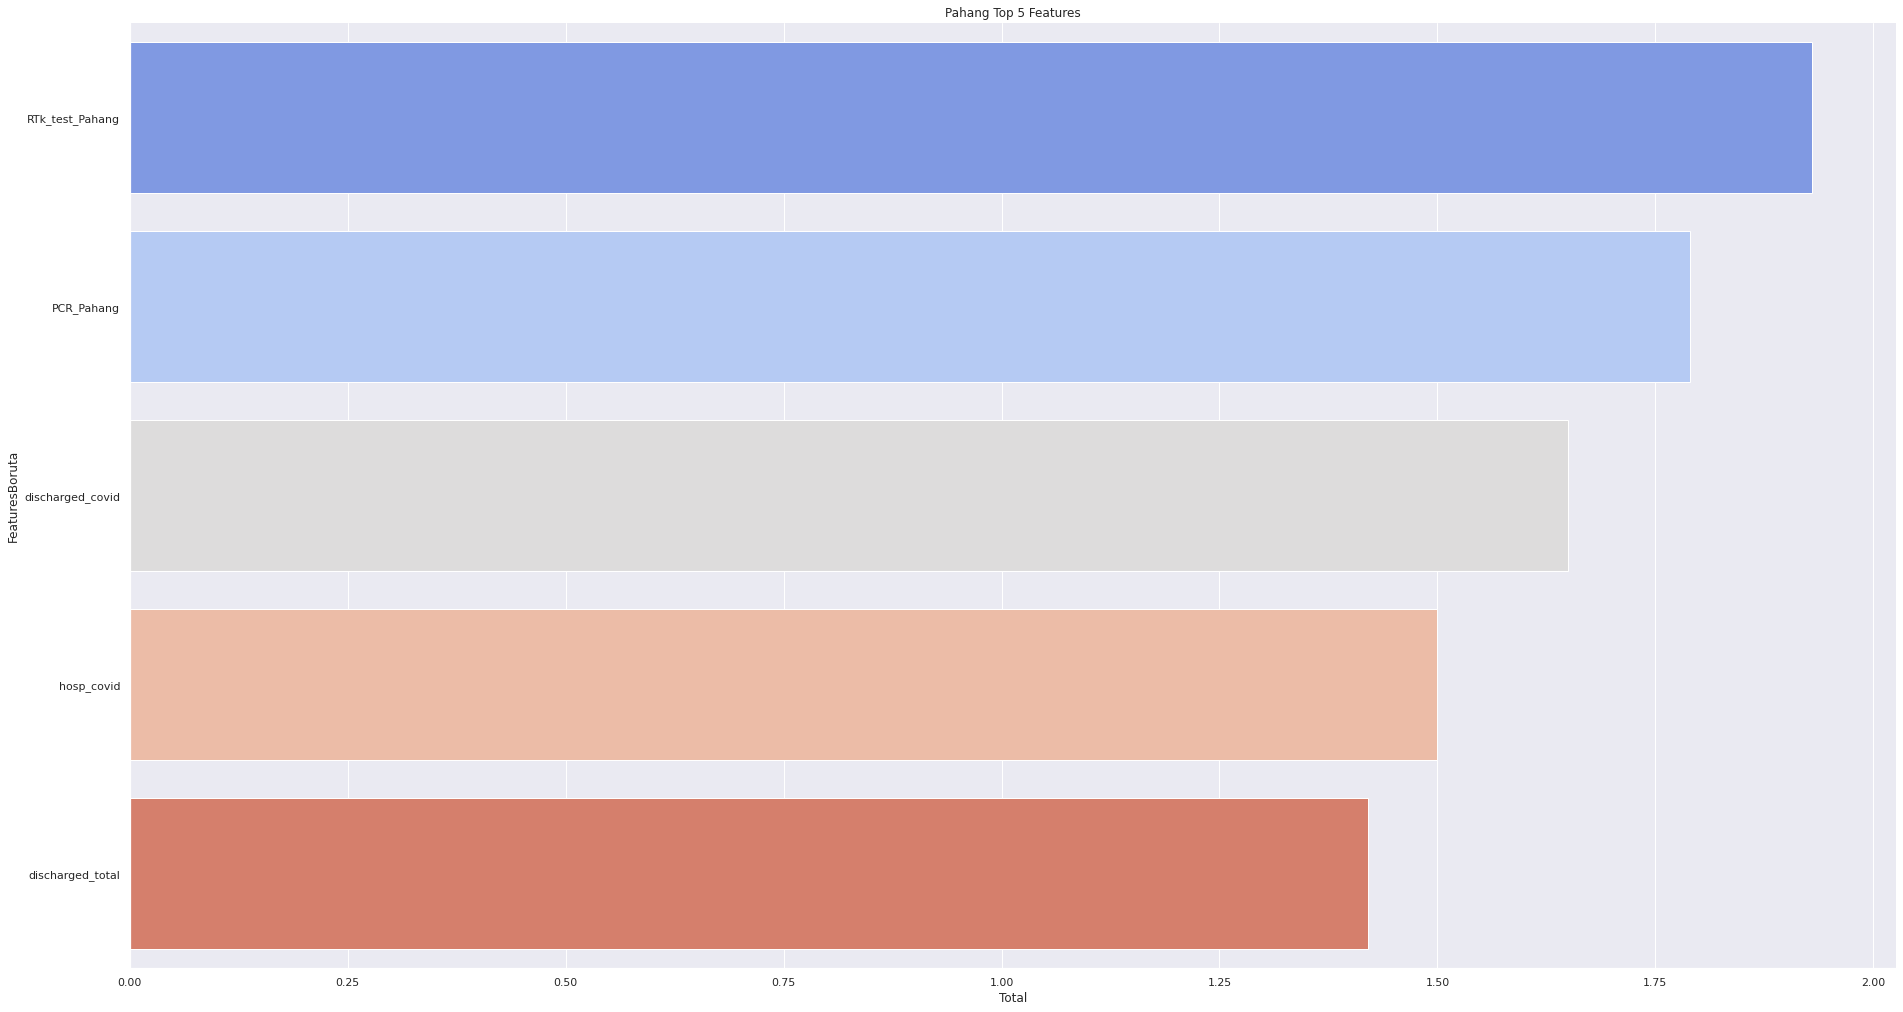 Pahang Top 5 Features
RTk_test_Pahang
PCR_Pahang
discharged_covid
hosp_covid
discharged_total
FeaturesBoruta
0.00 0.25 0.50 0.75 1.00 1.25 1.50 1.75 2.00
Total